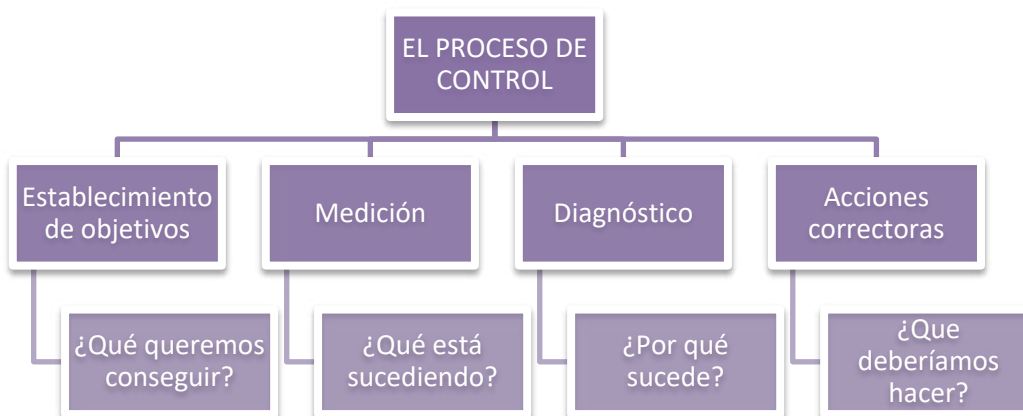 EL PROCESO DE
CONTROL
Establecimiento
de objetivos
Medición
Diagnóstico
Acciones
correctoras
¿Qué queremos
conseguir?
¿Qué está
sucediendo?
¿Por qué
sucede?
¿Que
deberíamos
hacer?